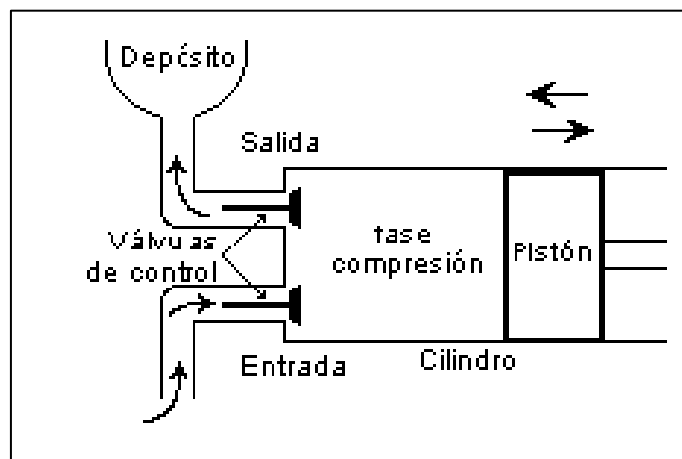 Depósito
Salida
Válvulas
de control
fase
compresión
Pistón
Entrada
Cilindro